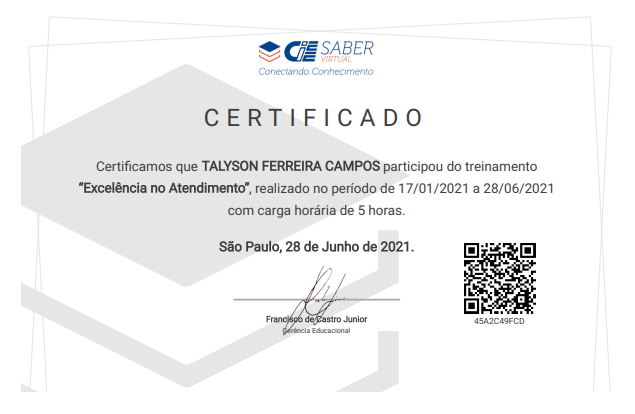 CIEE SABER
VIRTUAL
Conectando Conhecimento
CERTIFICADO
Certificamos que TALYSON FERREIRA CAMPOS participou do treinamento
“Excelência no Atendimento”, realizado no período de 17/01/2021 a 28/06/2021
com carga horária de 5 horas.
São Paulo, 28 de Junho de 2021.
Francisco de Castro Junior
Gerência Educacional
45A2C49FCD